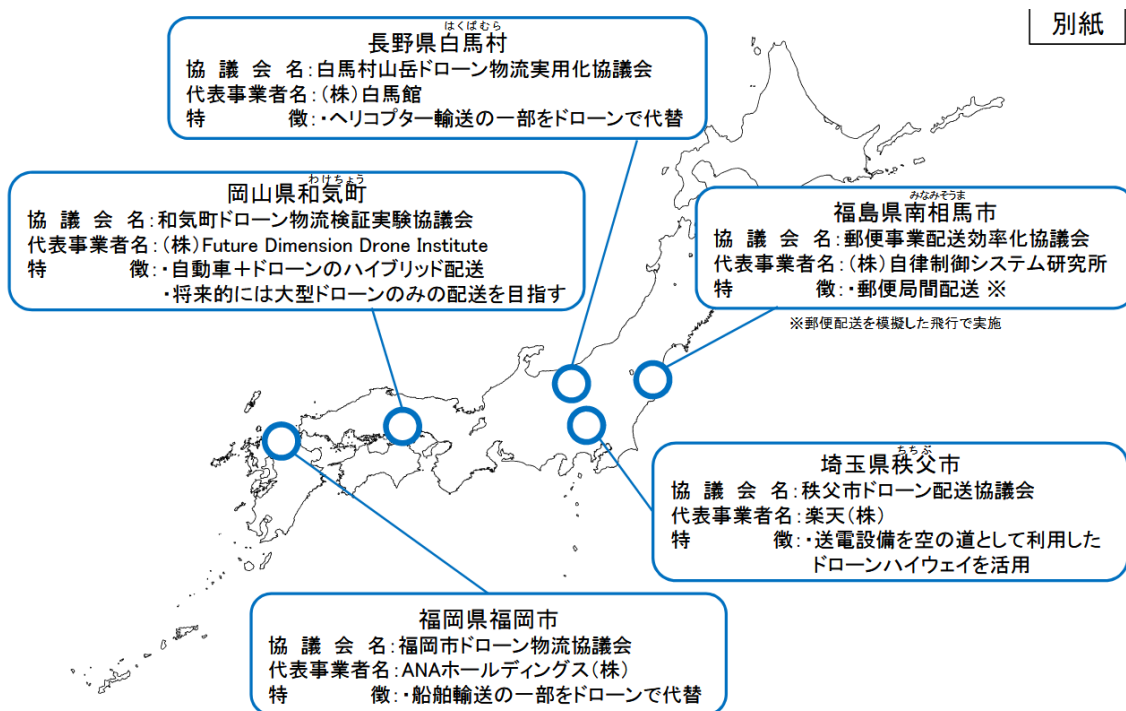 別紙
はくばむら
長野県白馬村
協議会名:白馬村山岳ドローン物流実用化協議会
代表事業者名:(株)白馬館
特徴:・ヘリコプター輸送の一部をドローンで代替
わけちょう
岡山県和気町
協議会名:和気町ドローン物流検証実験協議会
代表事業者名:(株)Future Dimension Drone Institute
特徴:・自動車+ドローンのハイブリッド配送
・将来的には大型ドローンのみの配送を目指す
みなみそうま
福島県南相馬市
協議会名:郵便事業配送効率化協議会
代表事業者名:(株)自律制御システム研究所
特徴:・郵便局間配送 ※
※郵便配送を模擬した飛行で実施
ちちぶ
埼玉県秩父市
協議会名:秩父市ドローン配送協議会
代表事業者名:楽天(株)
特徴:・送電設備を空の道として利用した
ドローンハイウェイを活用
福岡県福岡市
協議会名:福岡市ドローン物流協議会
代表事業者名:ANAホールディングス(株)
特徴:・船舶輸送の一部をドローンで代替